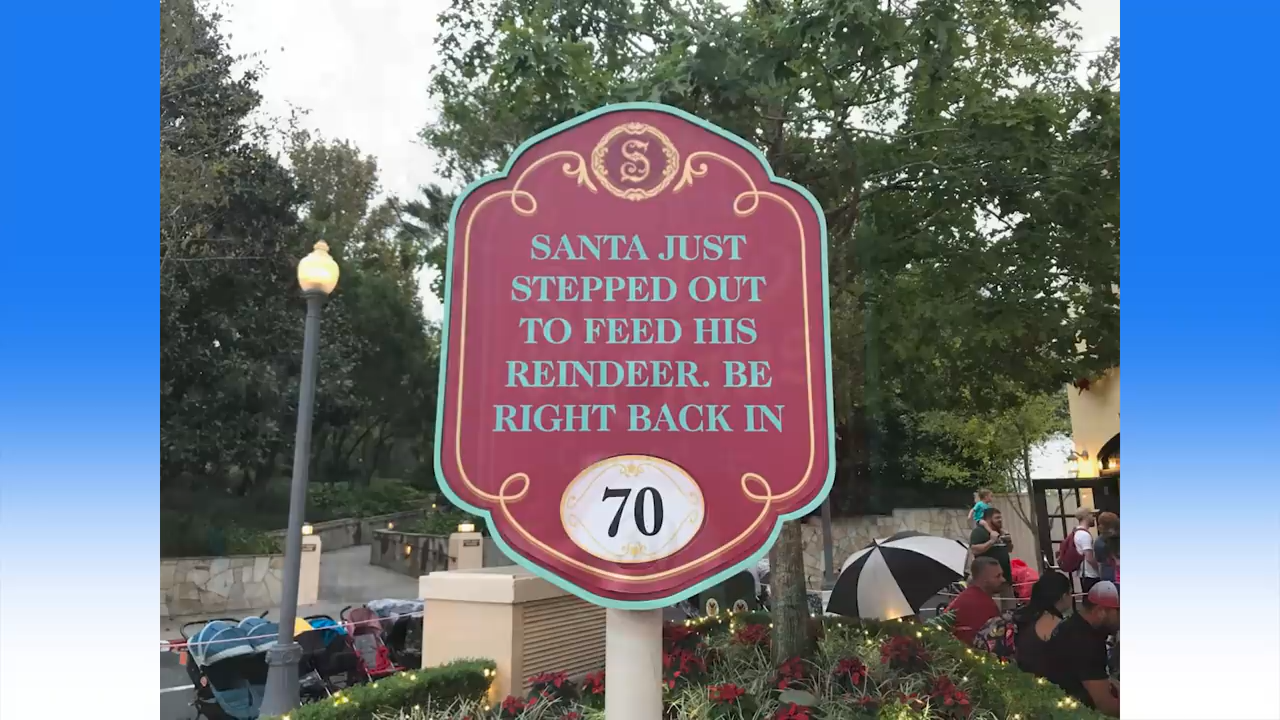 S
SANTA JUST
STEPPED OUT
TO FEED HIS
REINDEER. BE
RIGHT BACK IN
70